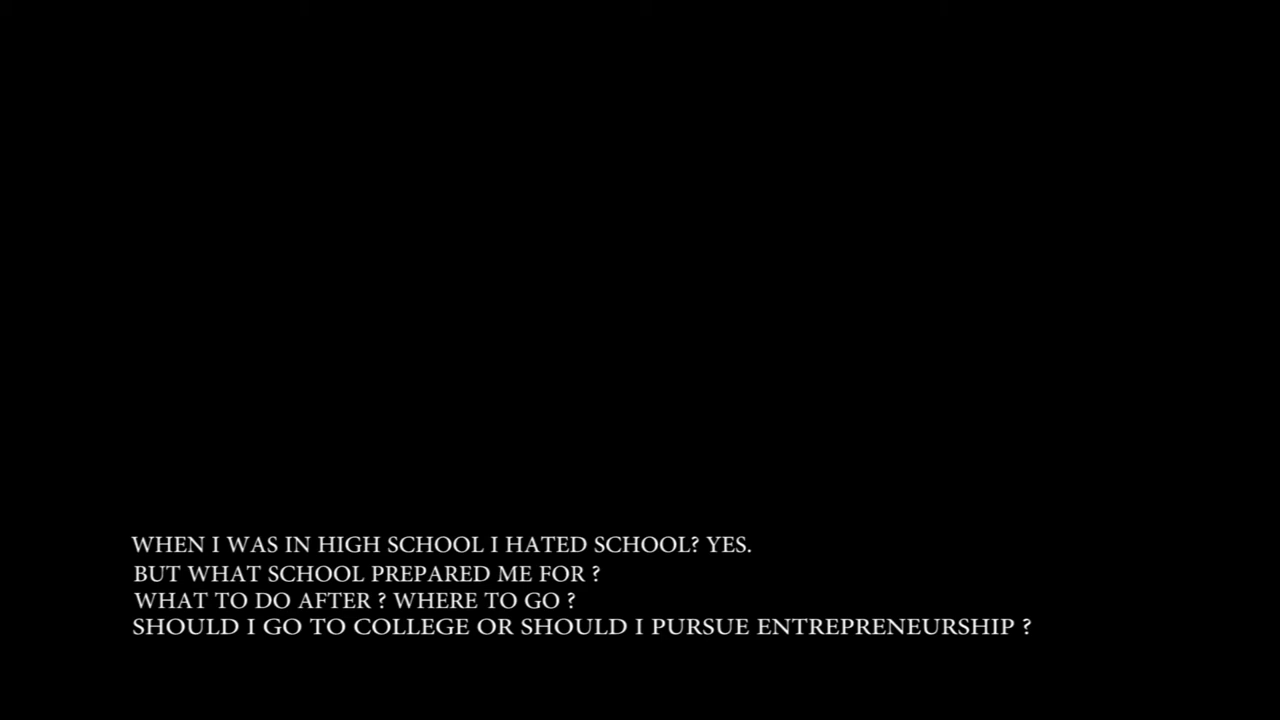 WHEN I WAS IN HIGH SCHOOL I HATED SCHOOL? YES.
BUT WHAT SCHOOL PREPARED ME FOR ?
WHAT TO DO AFTER ? WHERE TO GO ?
SHOULD I GO TO COLLEGE OR SHOULD I PURSUE ENTREPRENEURSHIP ?